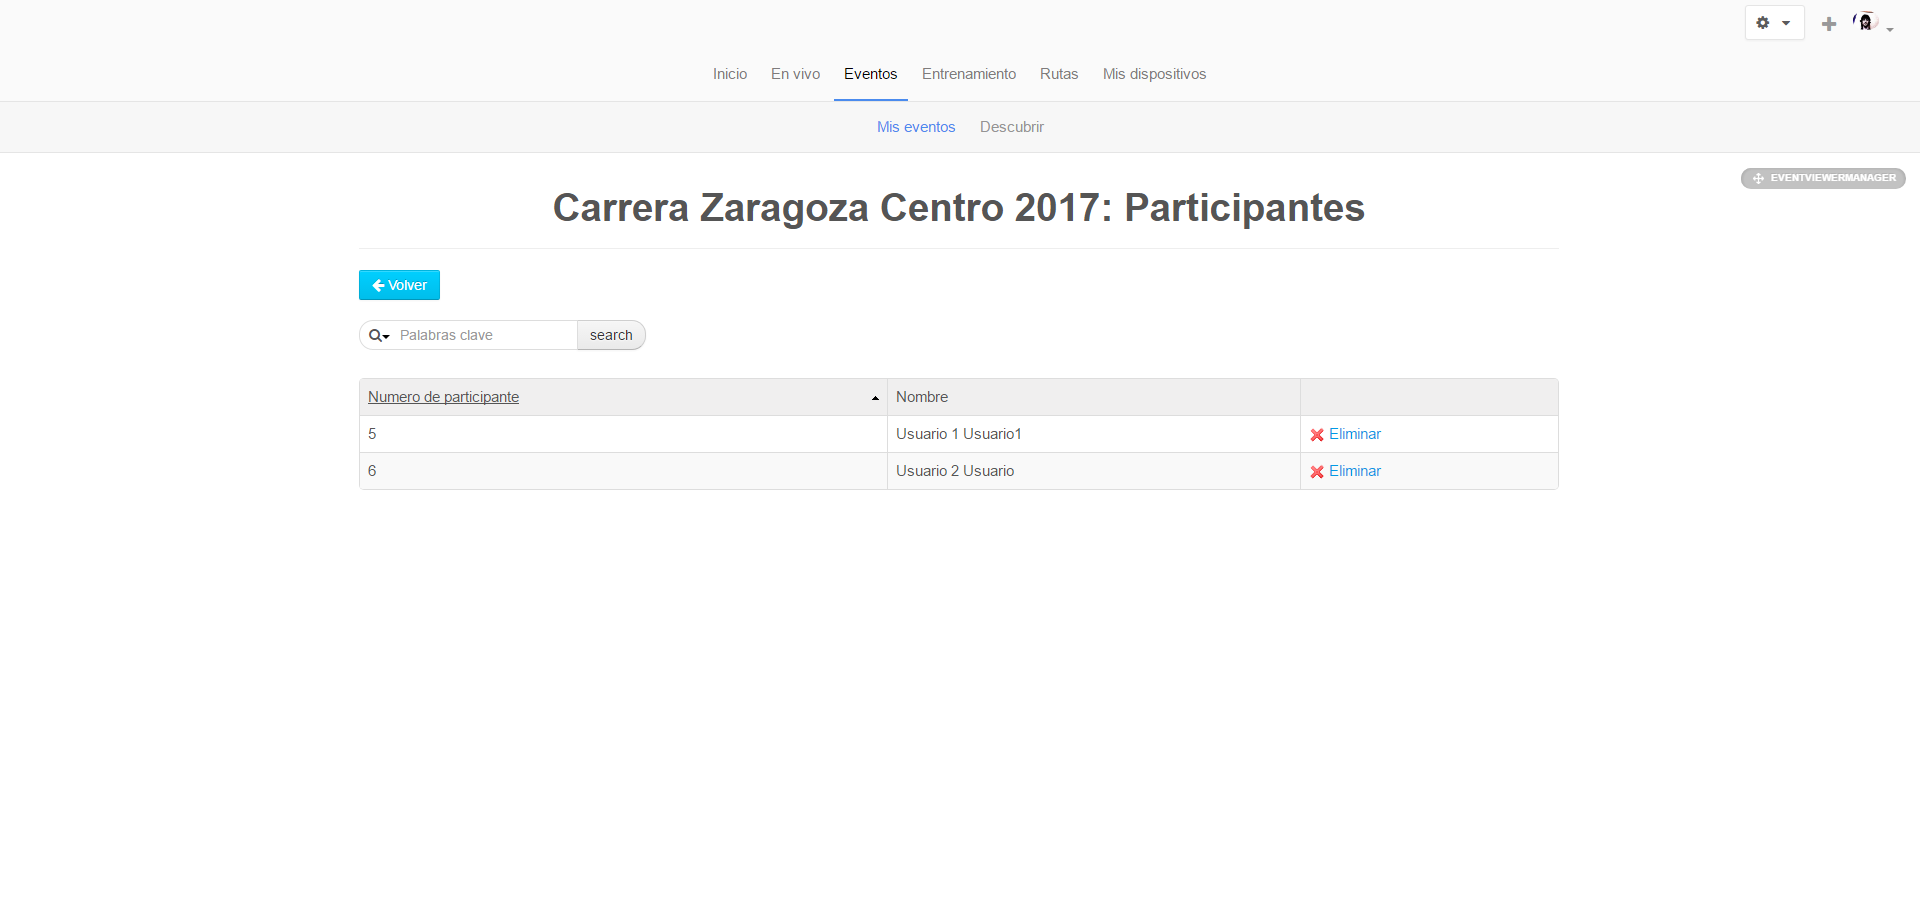 Inicio En vivo Eventos Entrenamiento Rutas Mis dispositivos
Mis eventos Descubrir
EVENTVIEWERMANAGER
Carrera Zaragoza Centro 2017: Participantes
Volver
Palabras clave search
Numero de participante Nombre
5 Usuario 1 Usuario1 Eliminar
6 Usuario 2 Usuario Eliminar